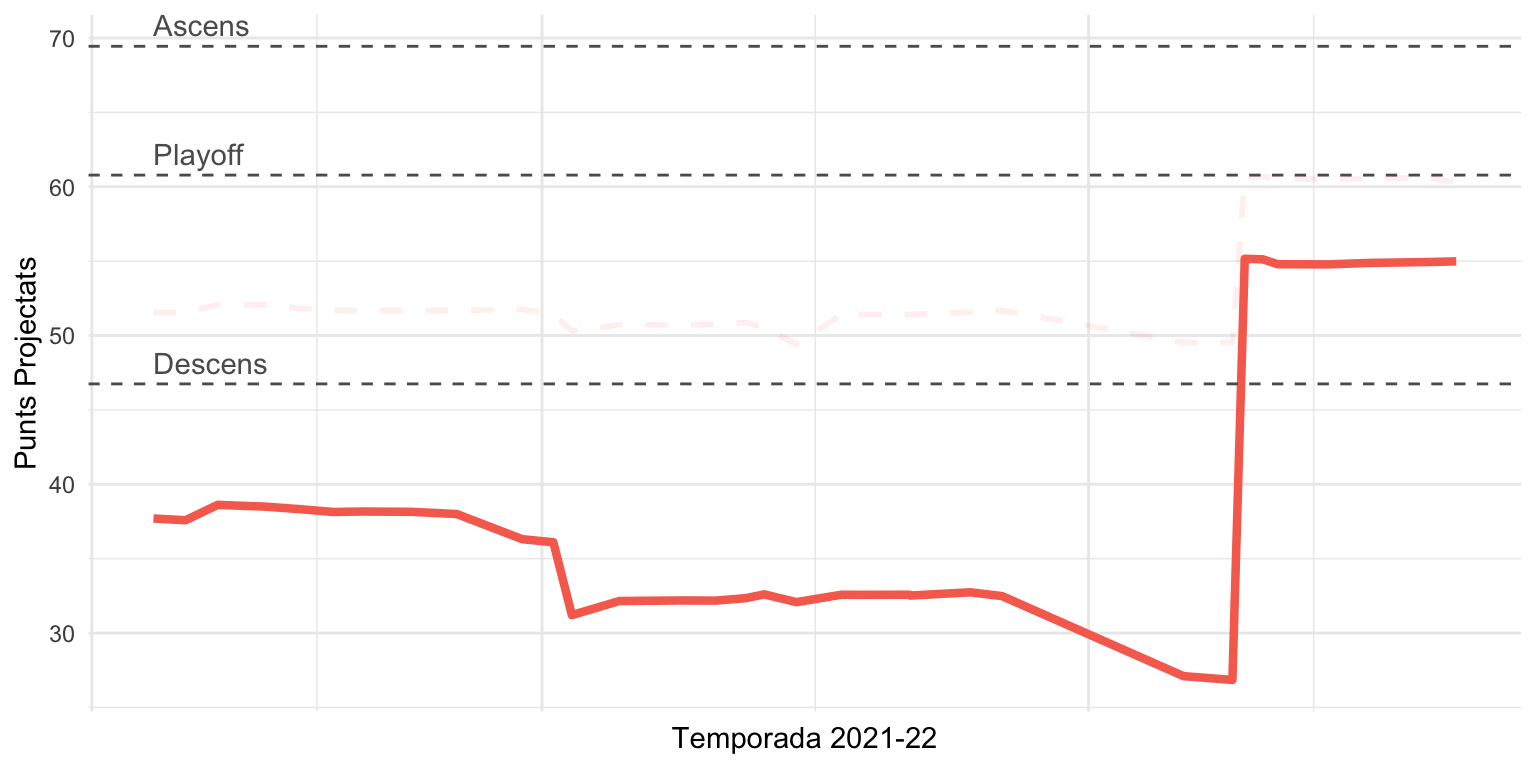 Ascens
70
Playoff
60
50
Descens
40
30
Punts Projectats
Temporada 2021-22